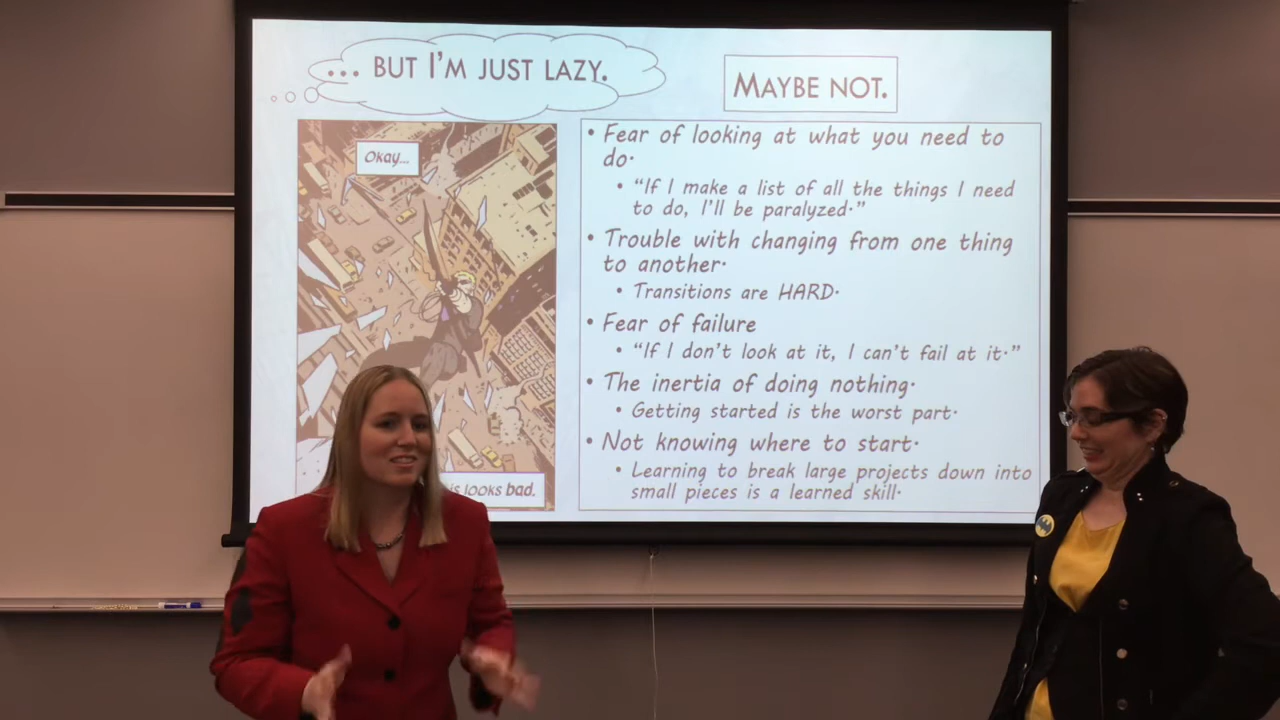 ... BUT I'M JUST LAZY.
MAYBE NOT.
Okay...
is looks bad.
• Fear of looking at what you need to
do.
• "If I make a list of all the things I need
to do, I'll be paralyzed."
• Trouble with changing from one thing
to another.
• Transitions are HARD.
• Fear of failure
• "If I don't look at it, I can't fail at it."
• The inertia of doing nothing.
• Getting started is the worst part.
• Not knowing where to start.
• Learning to break large projects down into
small pieces is a learned skill.